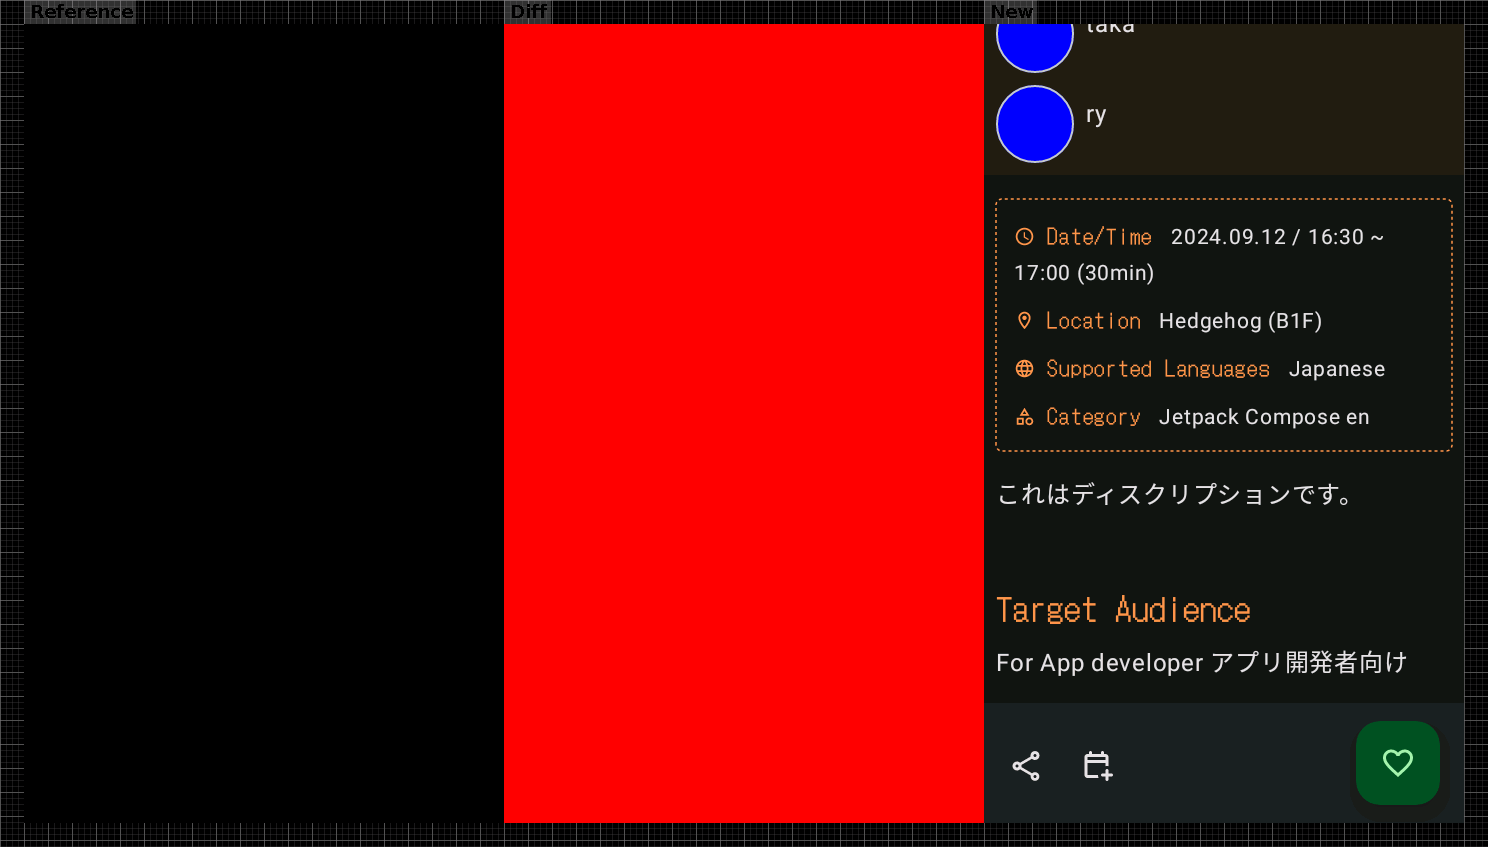 Reference
Diff
New
taka
ry
Date/Time 2024.09.12 / 16:30 ~
17:00 (30min)
Location Hedgehog (B1F)
Supported Languages Japanese
Category Jetpack Compose en
これはディスクリプションです。
Target Audience
For App developer アプリ開発者向け